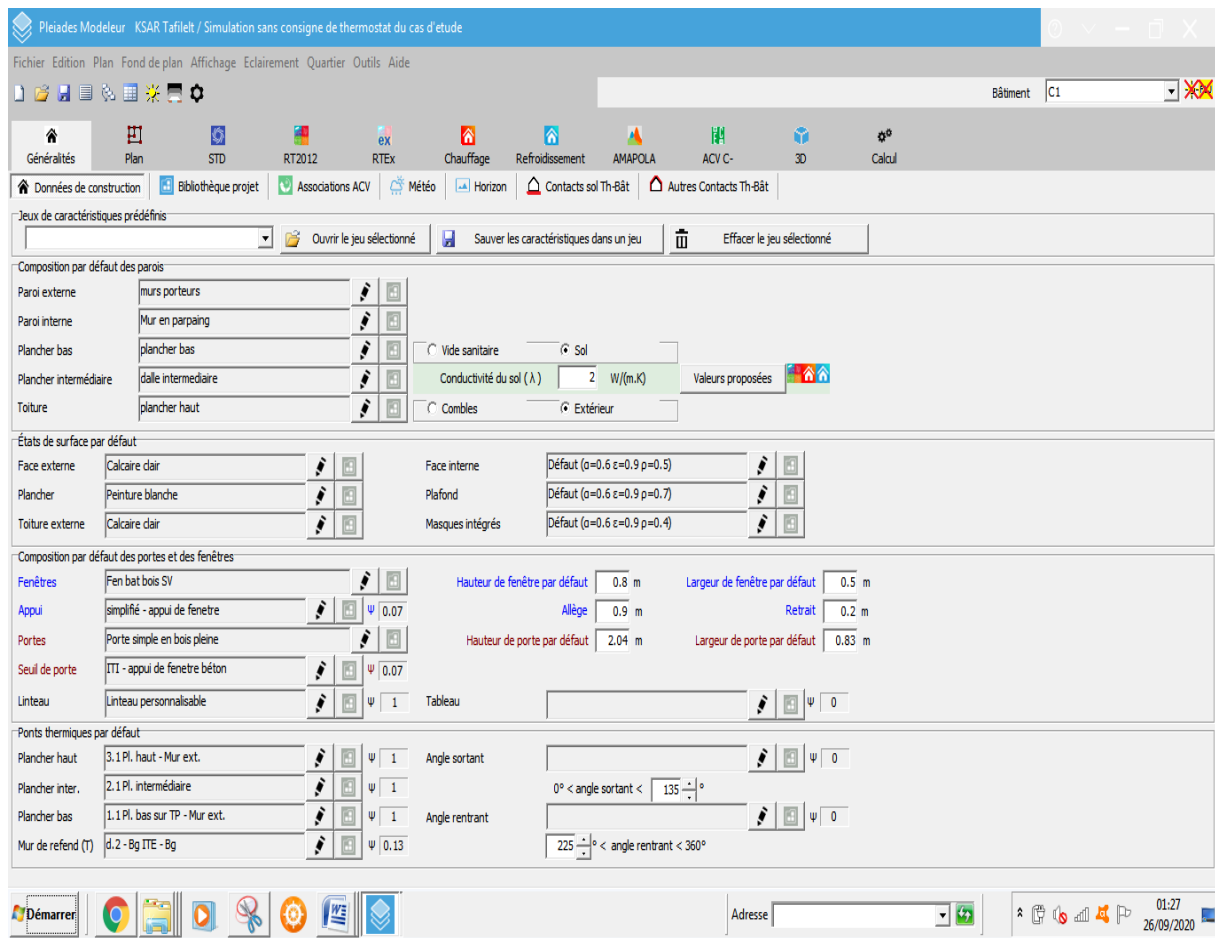 Pleiades Modeleur KSAR Tafilelt / Simulation sans consigne de thermostat du cas d'etude
Fichier Edition Plan Fond de plan Affichage Eclairement Quartier Outils Aide
Bâtiment C1
ex
Généralités Plan STD RT2012 RTEx Chauffage Refroidissement AMAPOLA ACV C- 3D Calcul
Données de construction Bibliothèque projet Associations ACV Météo Horizon Contacts sol Th-Bât Autres Contacts Th-Bât
Jeux de caractéristiques prédéfinis
Ouvrir le jeu sélectionné Sauver les caractéristiques dans un jeu Effacer le jeu sélectionné
Composition par défaut des parois
Paroi externe murs porteurs
Paroi interne Mur en parpaing
Plancher bas plancher bas Vide sanitaire Sol
Plancher intermédiaire dalle intermediaire Conductivité du sol ( λ ) 2 W/(m.K) Valeurs proposées
Toiture plancher haut Combles Extérieur
États de surface par défaut
Face externe Calcaire clair Face interne Défaut (α=0.6 ε=0.9 ρ=0.5)
Plancher Peinture blanche Plafond Défaut (α=0.6 ε=0.9 ρ=0.7)
Toiture externe Calcaire clair Masques intégrés Défaut (α=0.6 ε=0.9 ρ=0.4)
Composition par défaut des portes et des fenêtres
Fenêtres Fen bat bois SV Hauteur de fenêtre par défaut 0.8 m Largeur de fenêtre par défaut 0.5 m
Appui simplifié - appui de fenetre Ψ 0.07 Allège 0.9 m Retrait 0.2 m
Portes Porte simple en bois pleine Hauteur de porte par défaut 2.04 m Largeur de porte par défaut 0.83 m
Seuil de porte ITI - appui de fenetre béton Ψ 0.07
Linteau Linteau personnalisable Ψ 1 Tableau Ψ 0
Ponts thermiques par défaut
Plancher haut 3.1 Pl. haut - Mur ext. Ψ 1 Angle sortant Ψ 0
Plancher inter. 2.1 Pl. intermédiaire Ψ 1 0° < angle sortant < 135 °
Plancher bas 1.1 Pl. bas sur TP - Mur ext. Ψ 1 Angle rentrant Ψ 0
Mur de refend (T) d.2 - Bg ITE - Bg Ψ 0.13 225 ° < angle rentrant < 360°
Démarrer Adresse 01:27
26/09/2020